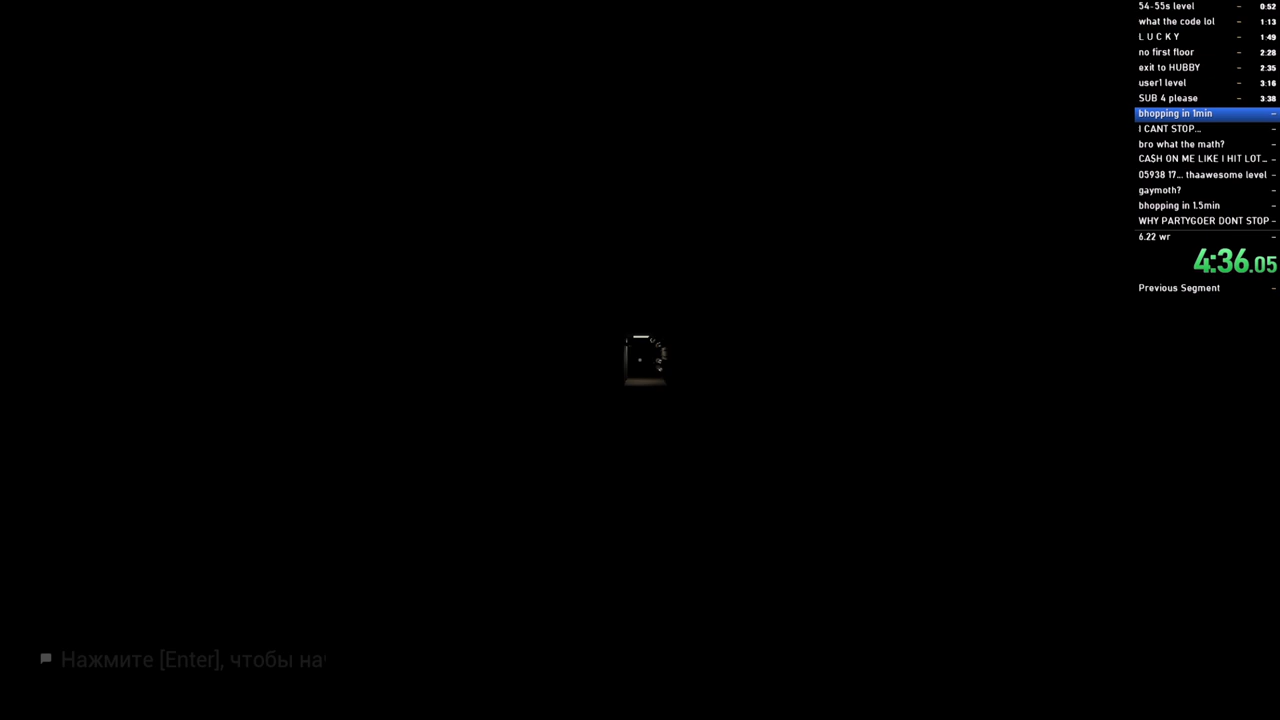 54-55s level – 0:52
what the code lol – 1:13
L U C K Y – 1:49
no first floor – 2:28
exit to HUBBY – 2:35
user1 level – 3:16
SUB 4 please – 3:38
bhopping in 1min –
I CANT STOP... –
bro what the math? –
CA$H ON ME LIKE I HIT LOT... –
05938 17... thaawesome level –
gaymoth? –
bhopping in 1.5min –
WHY PARTYGOER DONT STOP –
6.22 wr –
4:36.05
Previous Segment –
Нажмите [Enter], чтобы на